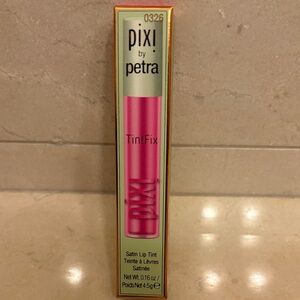 0326
pixi
by
petra
TintFix
pixi
Satin Lip Tint
Teinte à Lèvres
Satinée
Net Wt. 0.16 oz /
Poids Net 4.5g ℮